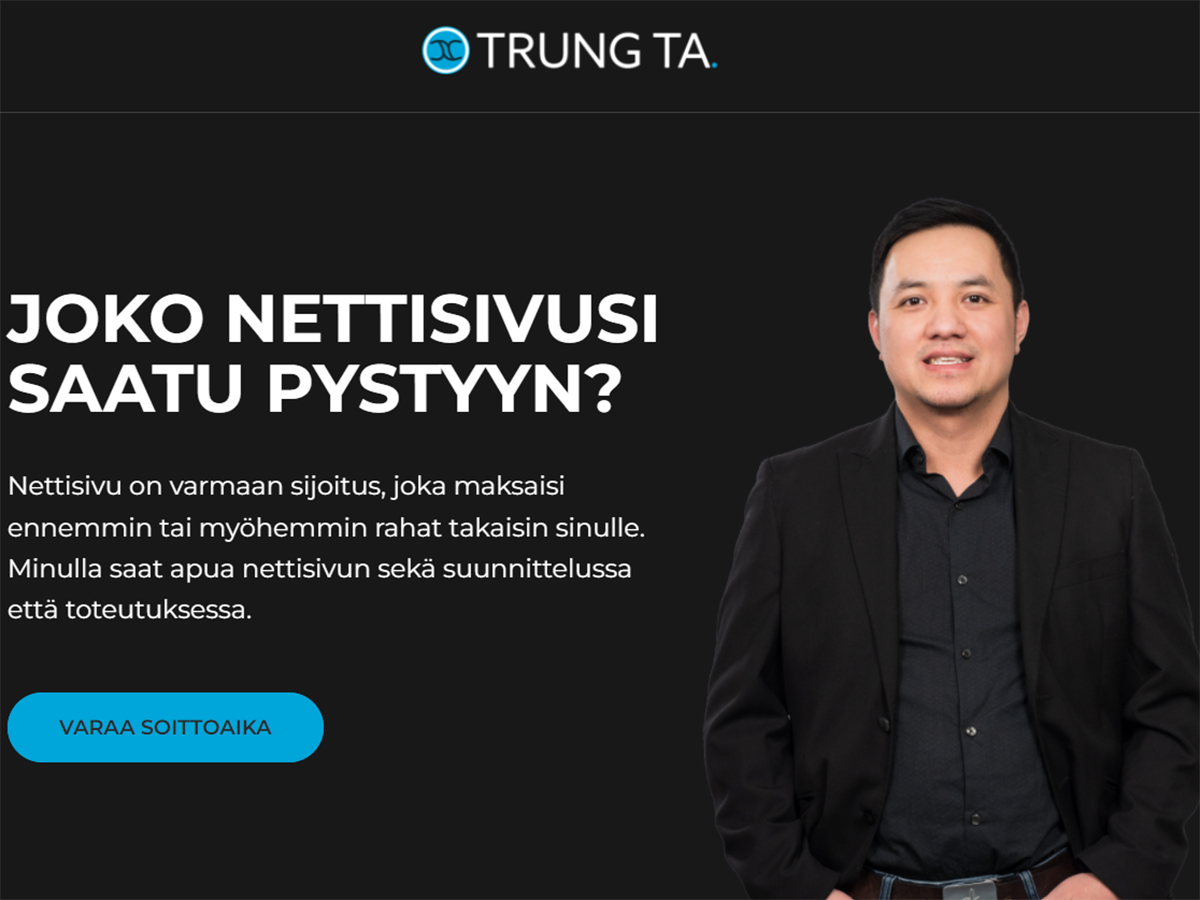 TRUNG TA.
JOKO NETTISIVUSI
SAATU PYSTYYN?
Nettisivu on varmaan sijoitus, joka maksaisi
ennemmin tai myöhemmin rahat takaisin sinulle.
Minulla saat apua nettisivun sekä suunnittelussa
että toteutuksessa.
VARAA SOITTOAIKA